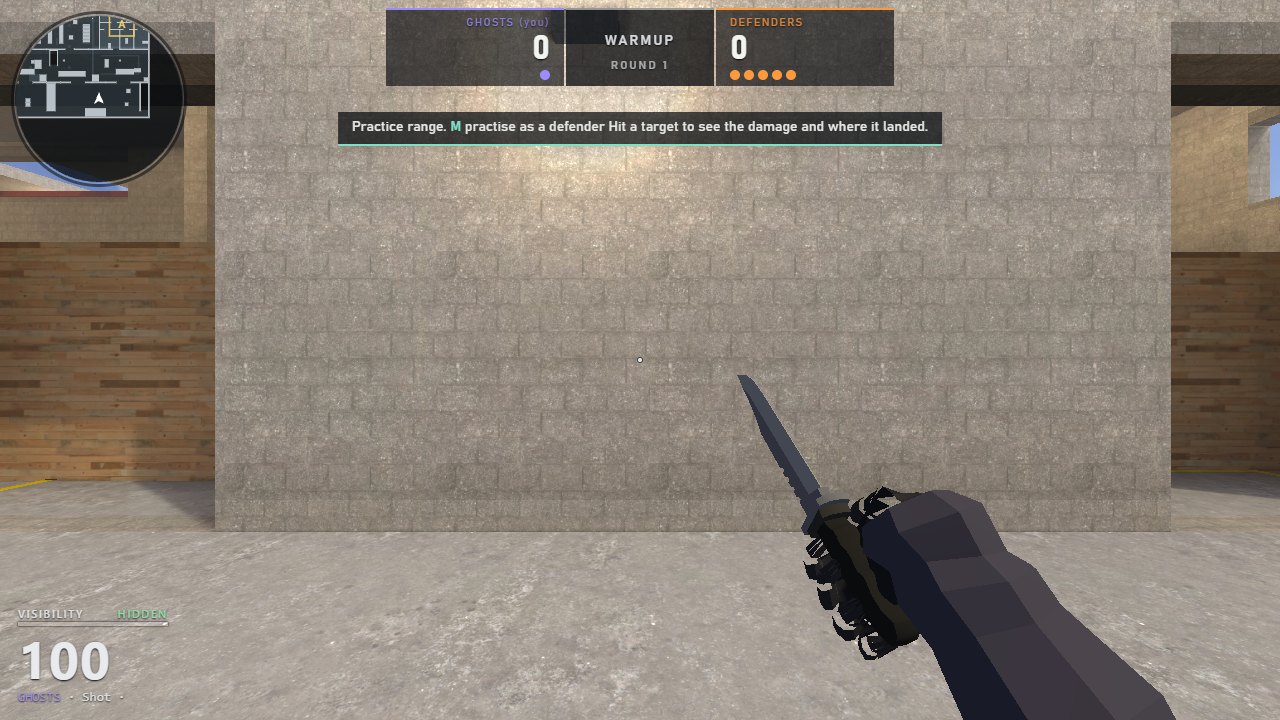 A
GHOSTS (you)
0
WARMUP
ROUND 1
DEFENDERS
0
Practice range. M practise as a defender Hit a target to see the damage and where it landed.
VISIBILITY HIDDEN
100
GHOSTS · Shot ·